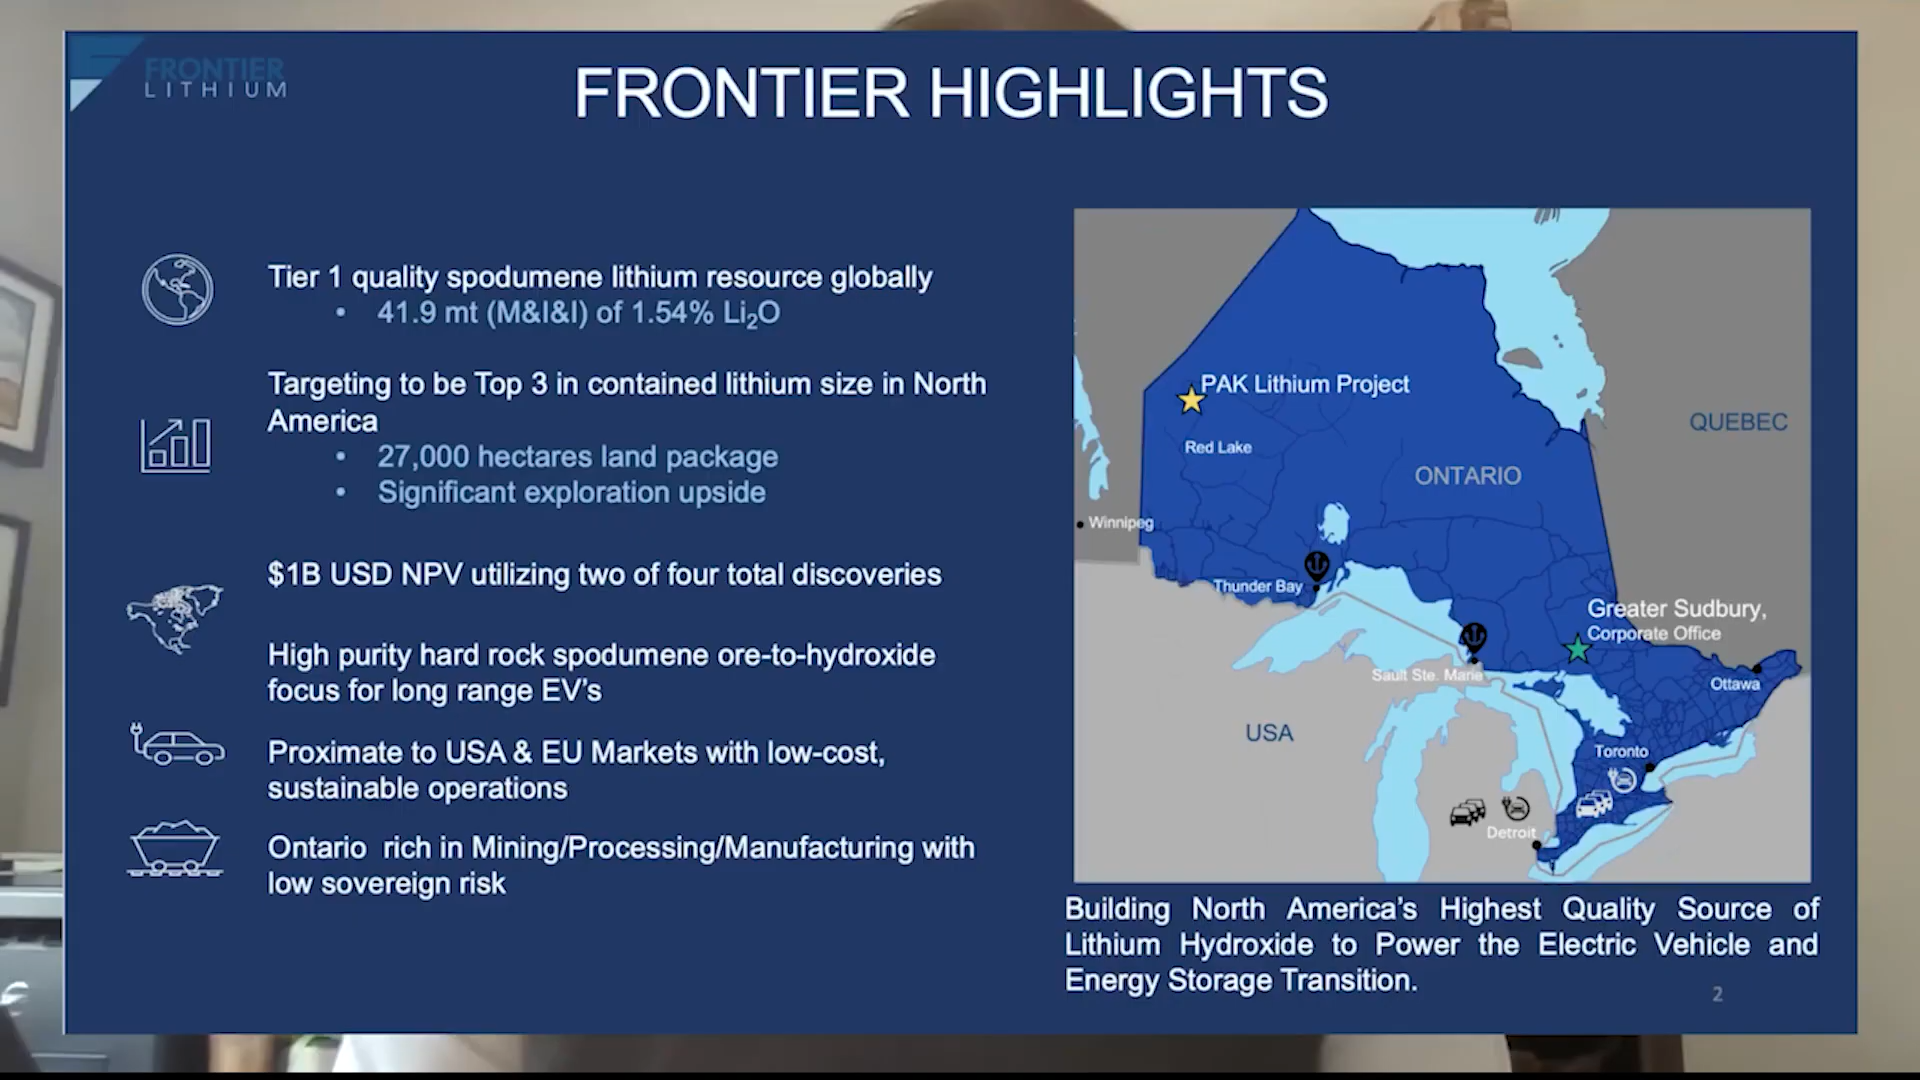 FRONTIER
LITHIUM
FRONTIER HIGHLIGHTS
Tier 1 quality spodumene lithium resource globally
• 41.9 mt (M&I&I) of 1.54% Li₂O
Targeting to be Top 3 in contained lithium size in North
America
• 27,000 hectares land package
• Significant exploration upside
$1B USD NPV utilizing two of four total discoveries
High purity hard rock spodumene ore-to-hydroxide
focus for long range EV's
Proximate to USA & EU Markets with low-cost,
sustainable operations
Ontario rich in Mining/Processing/Manufacturing with
low sovereign risk
PAK Lithium Project
Red Lake
QUEBEC
ONTARIO
Winnipeg
Thunder Bay
Greater Sudbury,
Corporate Office
Sault Ste. Marie
Ottawa
USA
Toronto
Detroit
Building North America's Highest Quality Source of
Lithium Hydroxide to Power the Electric Vehicle and
Energy Storage Transition.
2